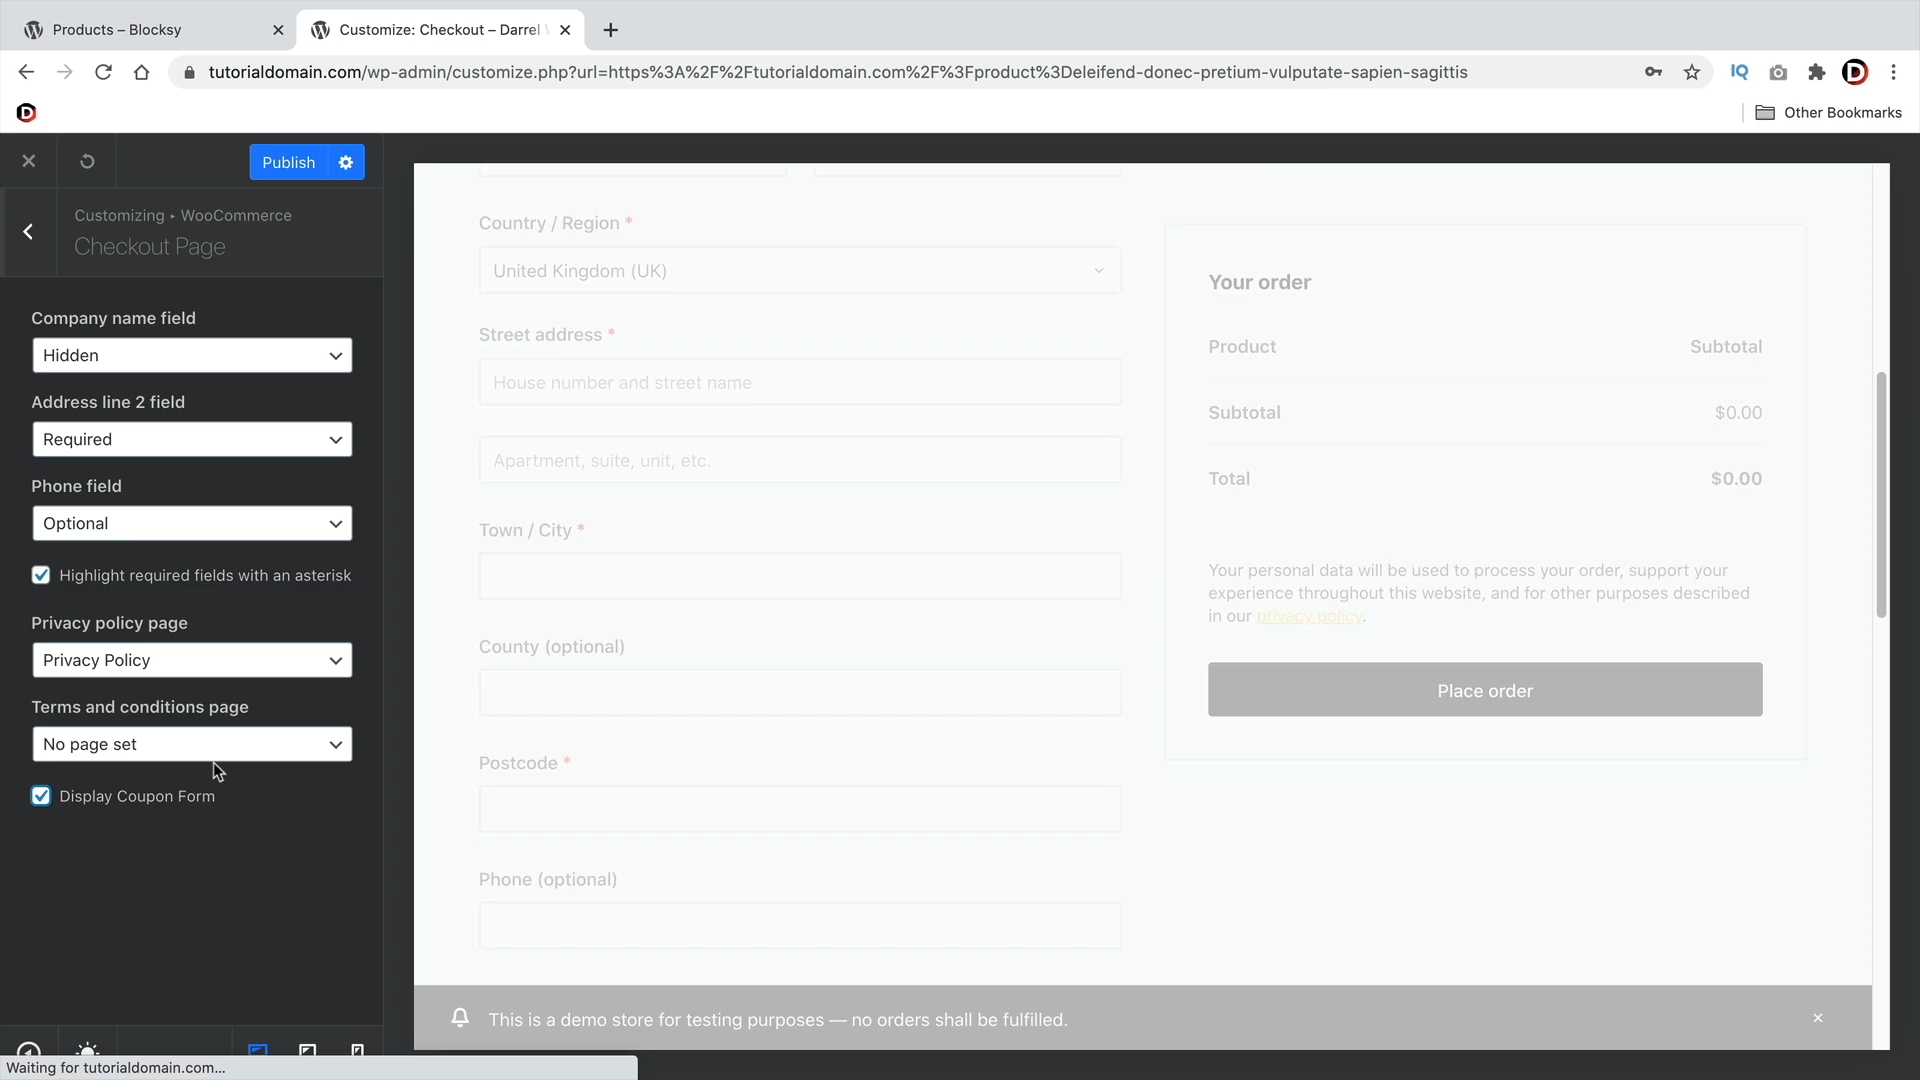 Products – Blocksy
Customize: Checkout – Darrel
tutorialdomain.com/wp-admin/customize.php?url=https%3A%2F%2Ftutorialdomain.com%2F%3Fproduct%3Deleifend-donec-pretium-vulputate-sapien-sagittis
IQ
D
D
Other Bookmarks
Publish
Customizing ▸ WooCommerce
Checkout Page
Company name field
Hidden
Address line 2 field
Required
Phone field
Optional
Highlight required fields with an asterisk
Privacy policy page
Privacy Policy
Terms and conditions page
No page set
Display Coupon Form
Country / Region *
United Kingdom (UK)
Street address *
House number and street name
Apartment, suite, unit, etc.
Town / City *
County (optional)
Postcode *
Phone (optional)
Your order
Product Subtotal
Subtotal $0.00
Total $0.00
Your personal data will be used to process your order, support your
experience throughout this website, and for other purposes described
in our privacy policy.
Place order
This is a demo store for testing purposes — no orders shall be fulfilled.
Waiting for tutorialdomain.com...